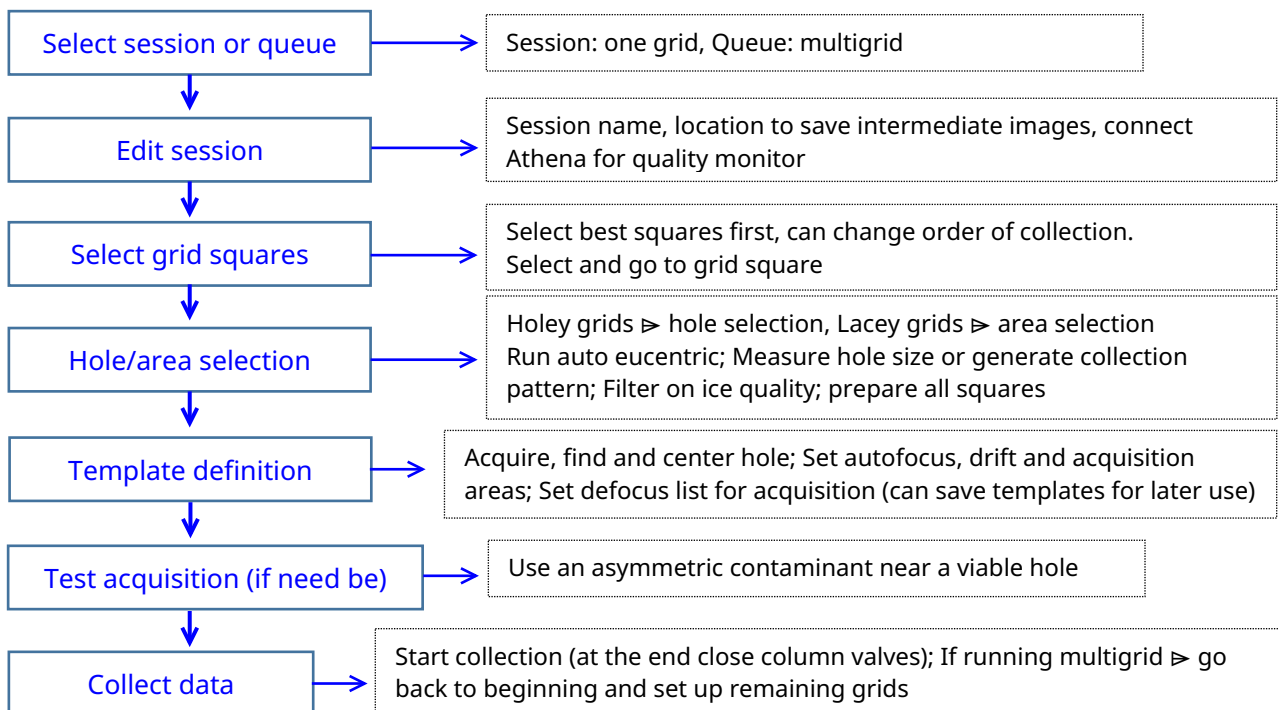 Select session or queue
Session: one grid, Queue: multigrid
Edit session
Session name, location to save intermediate images, connect
Athena for quality monitor
Select grid squares
Select best squares first, can change order of collection.
Select and go to grid square
Hole/area selection
Holey grids ⩥ hole selection, Lacey grids ⩥ area selection
Run auto eucentric; Measure hole size or generate collection
pattern; Filter on ice quality; prepare all squares
Template definition
Acquire, find and center hole; Set autofocus, drift and acquisition
areas; Set defocus list for acquisition (can save templates for later use)
Test acquisition (if need be)
Use an asymmetric contaminant near a viable hole
Collect data
Start collection (at the end close column valves); If running multigrid ⩥ go
back to beginning and set up remaining grids